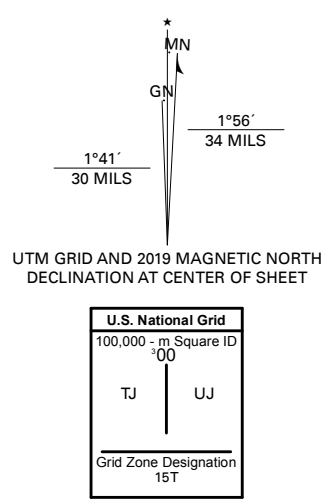 MN
GN
1°56´
34 MILS
1°41´
30 MILS
UTM GRID AND 2019 MAGNETIC NORTH
DECLINATION AT CENTER OF SHEET
U.S. National Grid
100,000 - m Square ID
³00
TJ UJ
Grid Zone Designation
15T